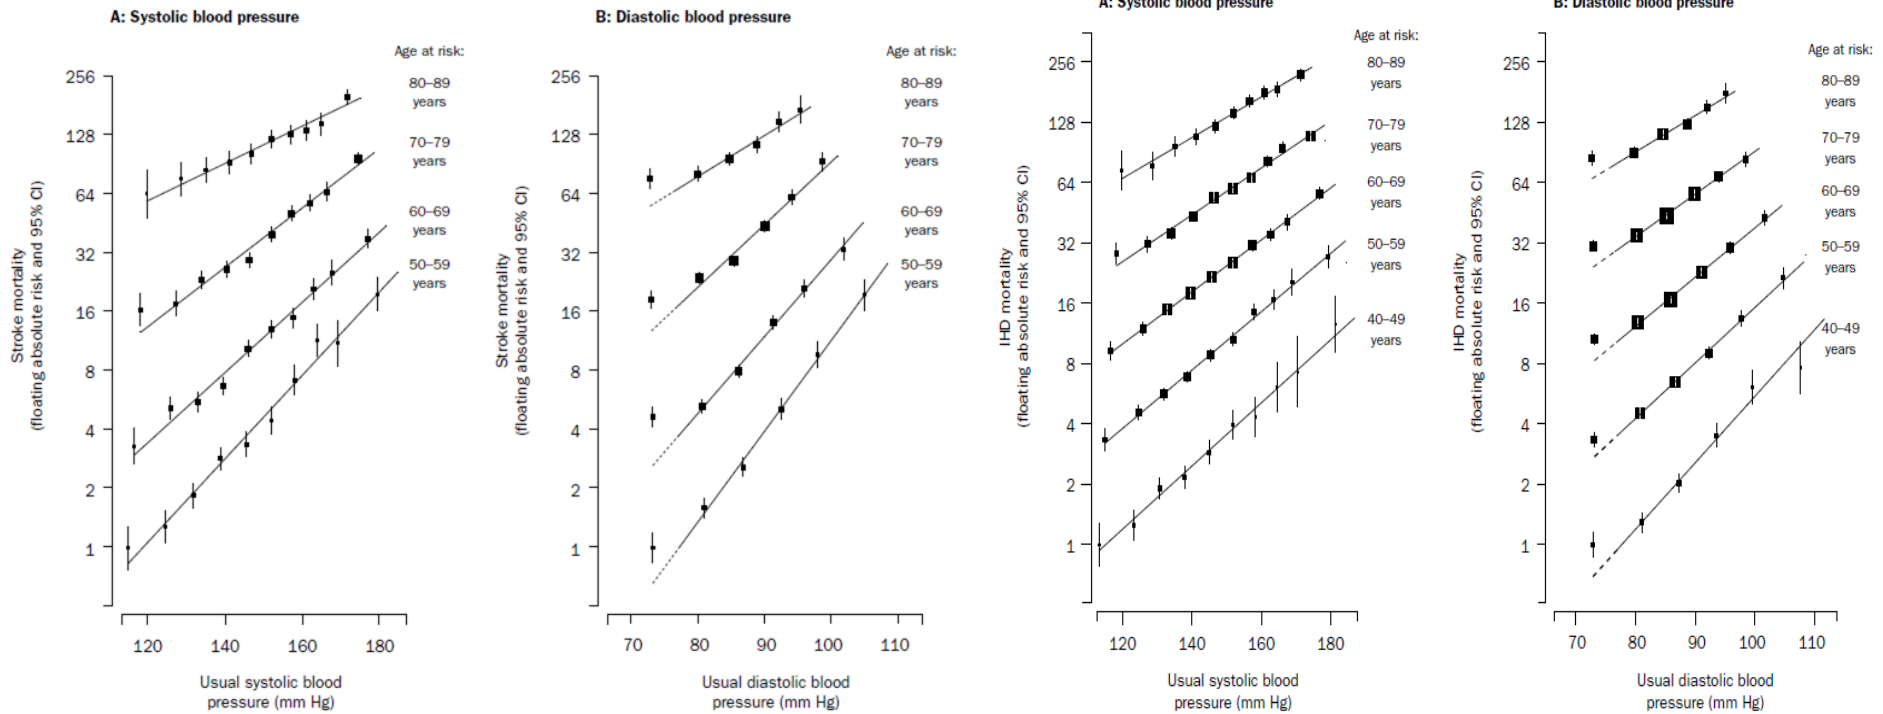 A: Systolic blood pressure
Age at risk:
80–89
years
70–79
years
60–69
years
50–59
years
256
128
64
32
16
8
4
2
1
Stroke mortality
(floating absolute risk and 95% CI)
120
140
160
180
Usual systolic blood
pressure (mm Hg)
B: Diastolic blood pressure
Age at risk:
80–89
years
70–79
years
60–69
years
50–59
years
256
128
64
32
16
8
4
2
1
Stroke mortality
(floating absolute risk and 95% CI)
70
80
90
100
110
Usual diastolic blood
pressure (mm Hg)
A: Systolic blood pressure
Age at risk:
80–89
years
70–79
years
60–69
years
50–59
years
40–49
years
256
128
64
32
16
8
4
2
1
IHD mortality
(floating absolute risk and 95% CI)
120
140
160
180
Usual systolic blood
pressure (mm Hg)
B: Diastolic blood pressure
Age at risk:
80–89
years
70–79
years
60–69
years
50–59
years
40–49
years
256
128
64
32
16
8
4
2
1
IHD mortality
(floating absolute risk and 95% CI)
70
80
90
100
110
Usual diastolic blood
pressure (mm Hg)